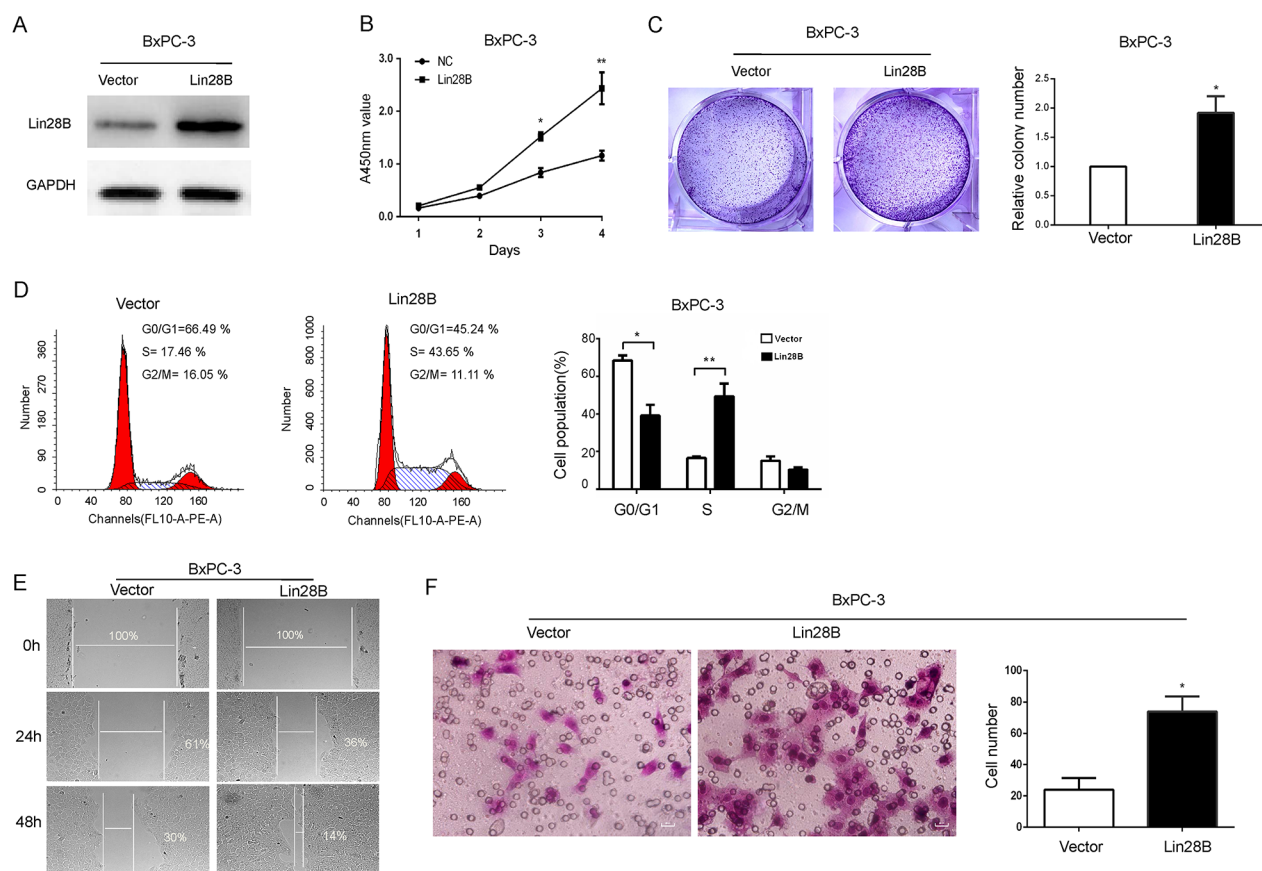 A
BxPC-3
Vector Lin28B
Lin28B
GAPDH
B
BxPC-3
NC
Lin28B
3.0
2.0
1.0
0.0
A450nm value
* **
1 2 3 4
Days
C
BxPC-3
Vector Lin28B
BxPC-3
2.5
2.0
1.5
1.0
0.5
0.0
Relative colony number
*
Vector Lin28B
D
Vector
G0/G1=66.49 %
S= 17.46 %
G2/M= 16.05 %
360
270
180
90
0
Number
0 40 80 120 160
Channels(FL10-A-PE-A)
Lin28B
G0/G1=45.24 %
S= 43.65 %
G2/M= 11.11 %
1000
800
600
400
200
0
Number
0 40 80 120 160
Channels(FL10-A-PE-A)
BxPC-3
Vector
Lin28B
80
60
40
20
0
Cell population(%)
* **
G0/G1 S G2/M
E
BxPC-3
Vector Lin28B
0h
100% 100%
24h
61% 36%
48h
30% 14%
F
BxPC-3
Vector Lin28B
100
80
60
40
20
0
Cell number
*
Vector Lin28B